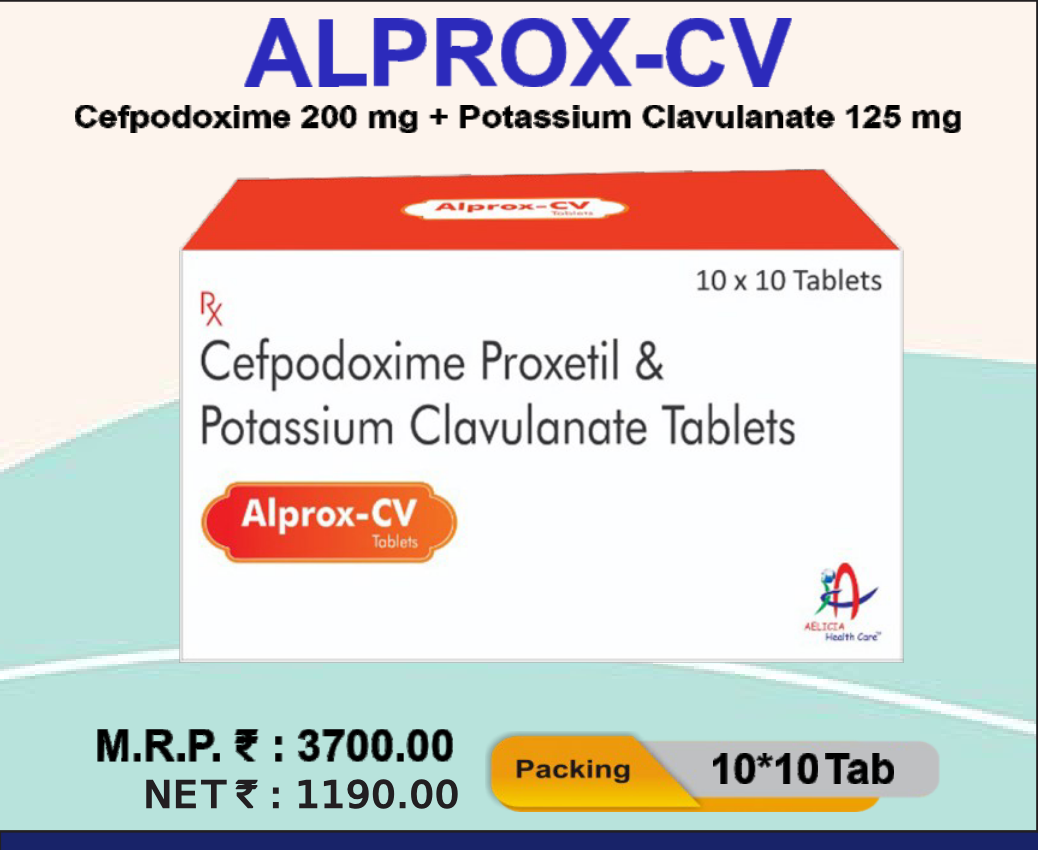 ALPROX-CV
Cefpodoxime 200 mg + Potassium Clavulanate 125 mg
Alprox-CV
Tablets
10 x 10 Tablets
Rx
Cefpodoxime Proxetil &
Potassium Clavulanate Tablets
Alprox-CV
Tablets
AELICIA
Health Care™
M.R.P. ₹ : 3700.00
NET ₹ : 1190.00
Packing
10*10 Tab